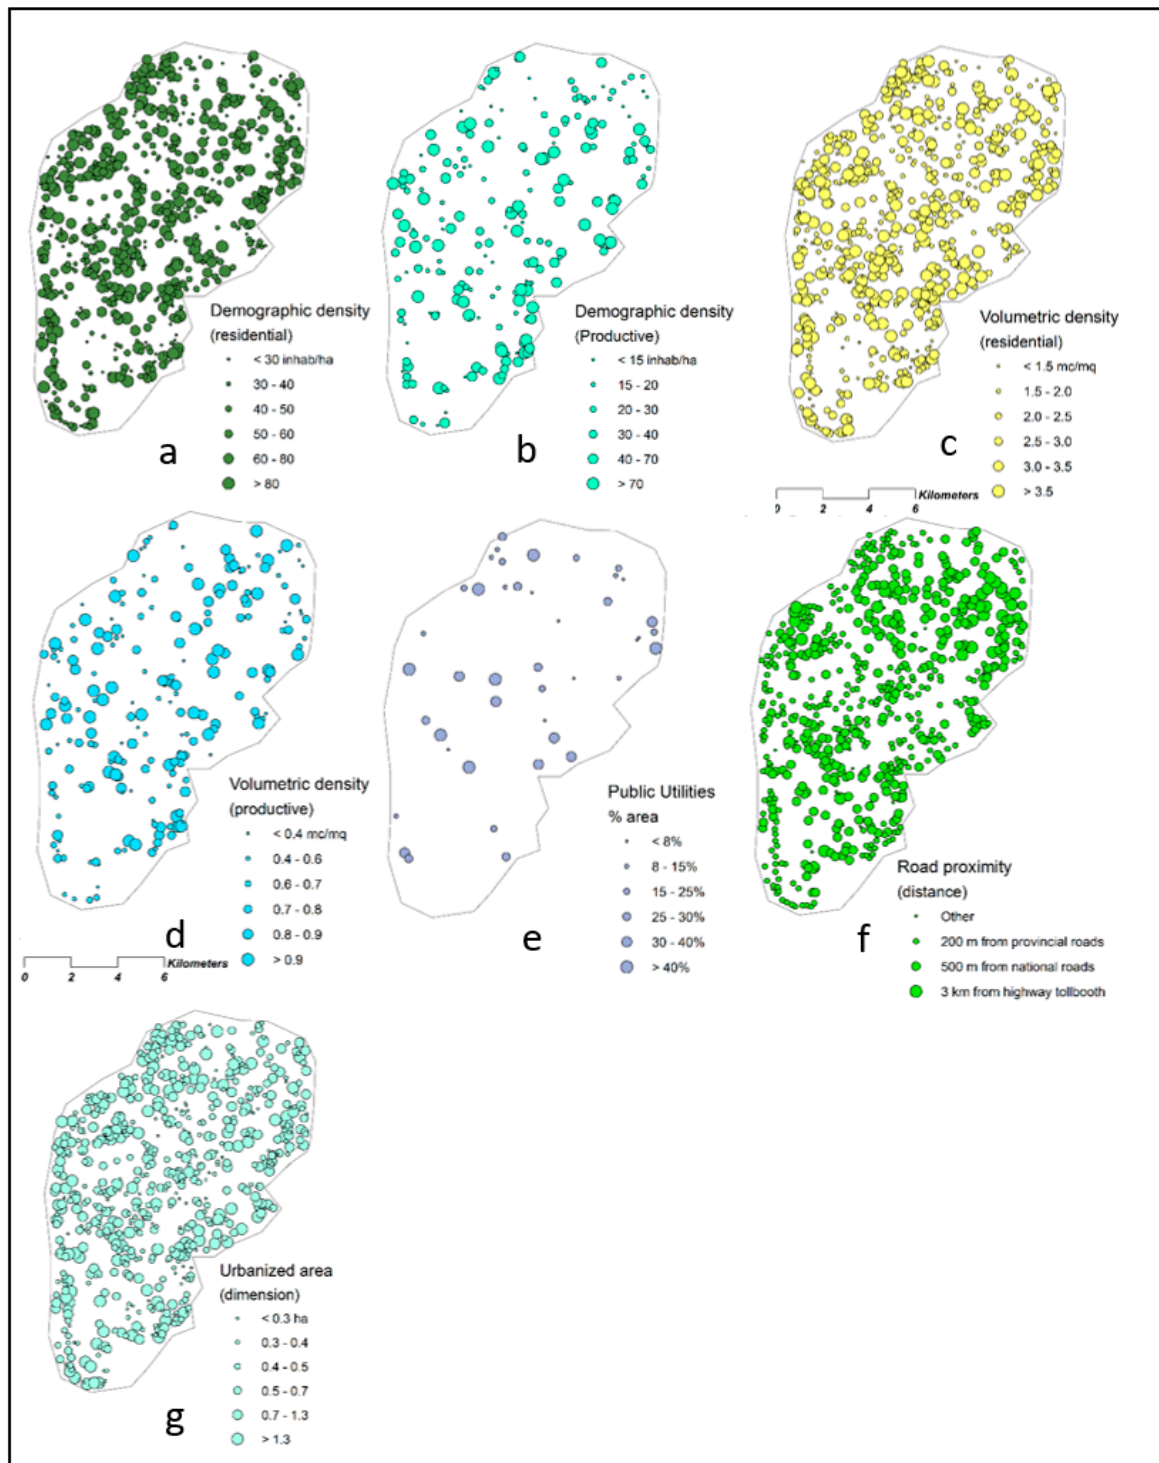 Demographic density
(residential)
< 30 inhab/ha
30 - 40
40 - 50
50 - 60
60 - 80
> 80
a
Demographic density
(Productive)
< 15 inhab/ha
15 - 20
20 - 30
30 - 40
40 - 70
> 70
b
Volumetric density
(residential)
< 1.5 mc/mq
1.5 - 2.0
2.0 - 2.5
2.5 - 3.0
3.0 - 3.5
> 3.5
c
Kilometers
0 2 4 6
Volumetric density
(productive)
< 0.4 mc/mq
0.4 - 0.6
0.6 - 0.7
0.7 - 0.8
0.8 - 0.9
> 0.9
d
Kilometers
0 2 4 6
Public Utilities
% area
< 8%
8 - 15%
15 - 25%
25 - 30%
30 - 40%
> 40%
e
Road proximity
(distance)
Other
200 m from provincial roads
500 m from national roads
3 km from highway tollbooth
f
Urbanized area
(dimension)
< 0.3 ha
0.3 - 0.4
0.4 - 0.5
0.5 - 0.7
0.7 - 1.3
> 1.3
g